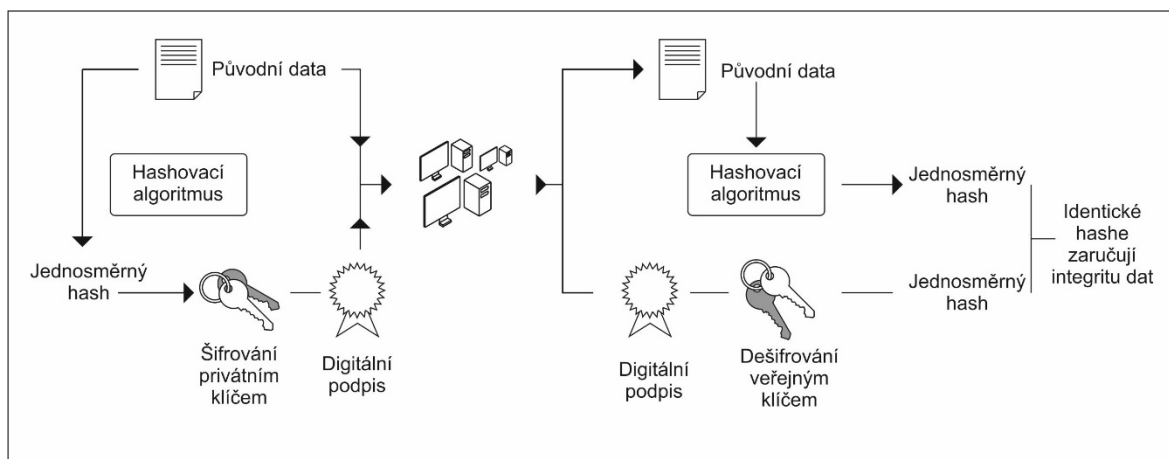 Původní data
Hashovací
algoritmus
Jednosměrný
hash
Šifrování
privátním
klíčem
Digitální
podpis
Původní data
Hashovací
algoritmus
Jednosměrný
hash
Identické
hashe
zaručují
integritu dat
Jednosměrný
hash
Digitální
podpis
Dešifrování
veřejným
klíčem